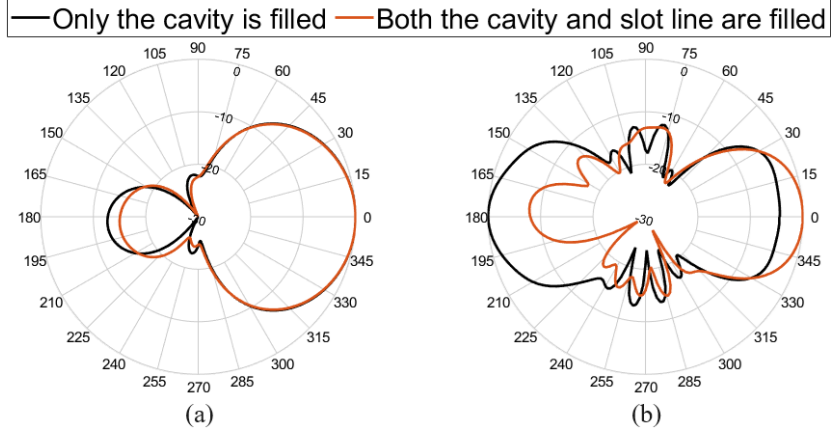 Only the cavity is filled Both the cavity and slot line are filled
90 90
105 75 105 75
120 0 60 120 0 60
135 45 135 45
150 -10 30 150 -10 30
165 -20 15 165 -20 15
180 -30 0 180 -30 0
195 345 195 345
210 330 210 330
225 315 225 315
240 300 240 300
255 285 255 285
270 270
(a) (b)